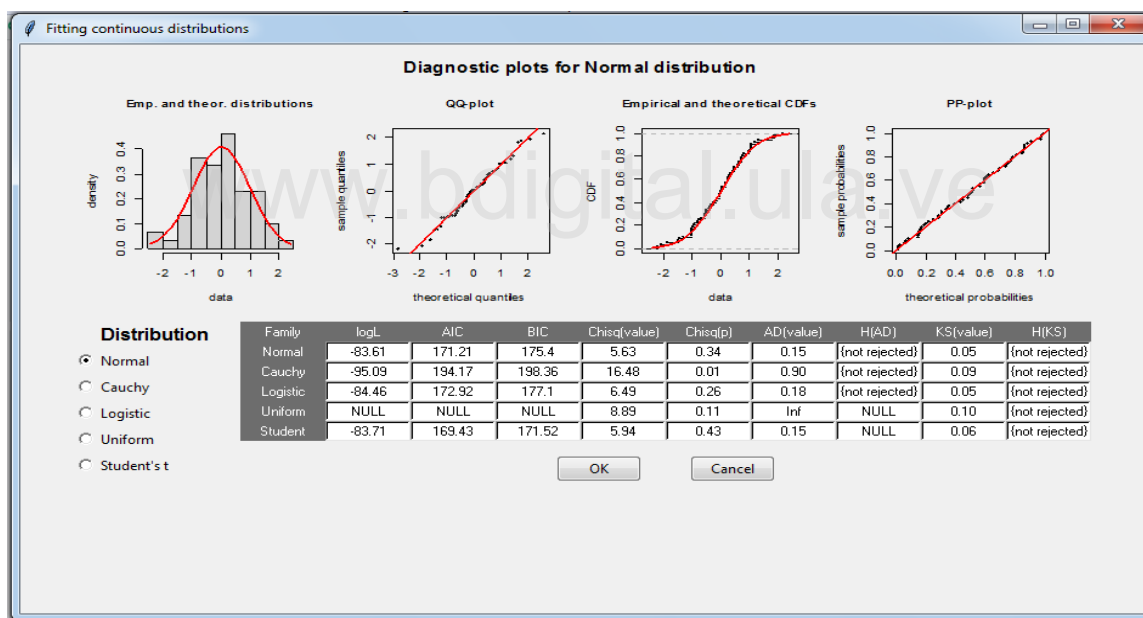 Fitting continuous distributions
Diagnostic plots for Normal distribution
Emp. and theor. distributions
QQ-plot
Empirical and theoretical CDFs
PP-plot
density
0.0 0.1 0.2 0.3 0.4
-2 -1 0 1 2
data
sample quantiles
-2 -1 0 1 2
-3 -2 -1 0 1 2
theoretical quantiles
CDF
0.0 0.2 0.4 0.6 0.8 1.0
-2 -1 0 1 2
data
sample probabilities
0.0 0.2 0.4 0.6 0.8 1.0
0.0 0.2 0.4 0.6 0.8 1.0
theoretical probabilities
www.bdigital.ula.ve
Distribution
Normal
Cauchy
Logistic
Uniform
Student's t
Family logL AIC BIC Chisq(value) Chisq(p) AD(value) H(AD) KS(value) H(KS)
Normal -83.61 171.21 175.4 5.63 0.34 0.15 {not rejected} 0.05 {not rejected}
Cauchy -95.09 194.17 198.36 16.48 0.01 0.90 {not rejected} 0.09 {not rejected}
Logistic -84.46 172.92 177.1 6.49 0.26 0.18 {not rejected} 0.05 {not rejected}
Uniform NULL NULL NULL 8.89 0.11 Inf NULL 0.10 {not rejected}
Student -83.71 169.43 171.52 5.94 0.43 0.15 NULL 0.06 {not rejected}
OK
Cancel